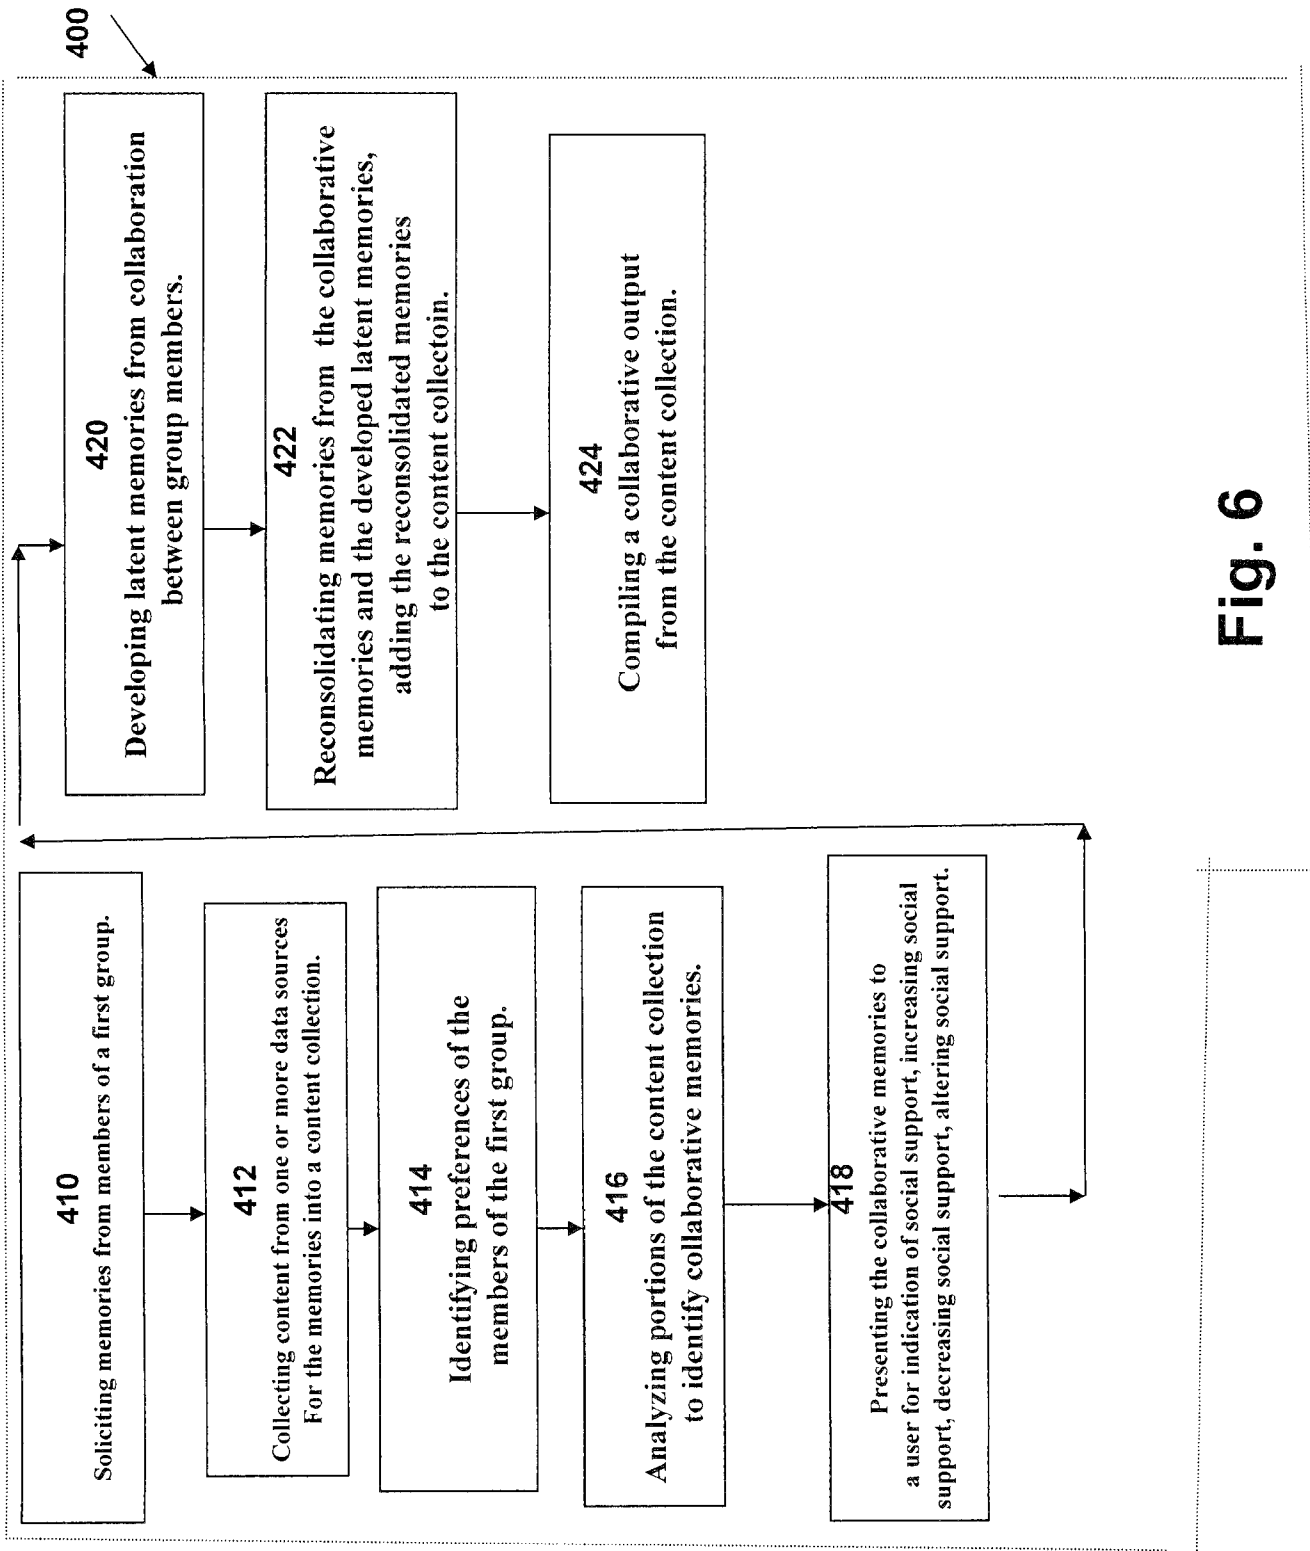 400
410
Soliciting memories from members of a first group.
412
Collecting content from one or more data sources
For the memories into a content collection.
414
Identifying preferences of the
members of the first group.
416
Analyzing portions of the content collection
to identify collaborative memories.
418
Presenting the collaborative memories to
a user for indication of social support, increasing social
support, decreasing social support, altering social support.
420
Developing latent memories from collaboration
between group members.
422
Reconsolidating memories from the collaborative
memories and the developed latent memories,
adding the reconsolidated memories
to the content collectoin.
424
Compiling a collaborative output
from the content collection.
Fig. 6